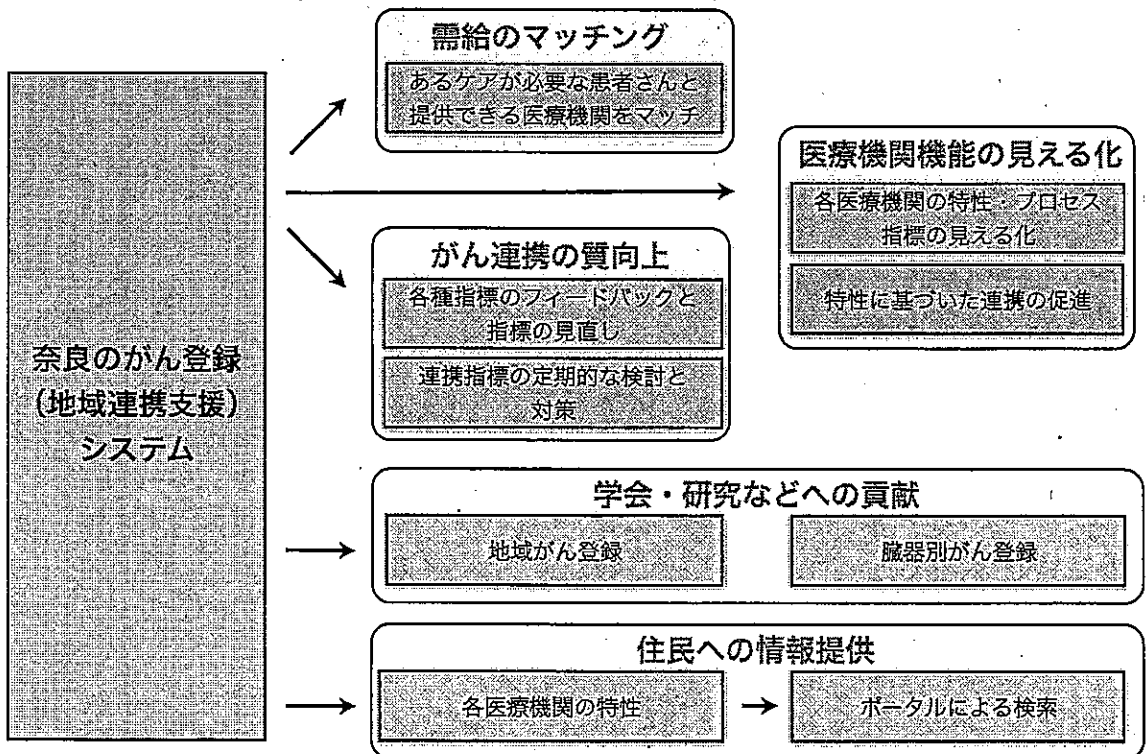 需給のマッチング
あるケアが必要な患者さんと
提供できる医療機関をマッチ
医療機関機能の見える化
各医療機関の特性・プロセス
指標の見える化
特性に基づいた連携の促進
がん連携の質向上
各種指標のフィードバックと
指標の見直し
連携指標の定期的な検討と
対策
奈良のがん登録
(地域連携支援)
システム
学会・研究などへの貢献
地域がん登録
臓器別がん登録
住民への情報提供
各医療機関の特性
ポータルによる検索